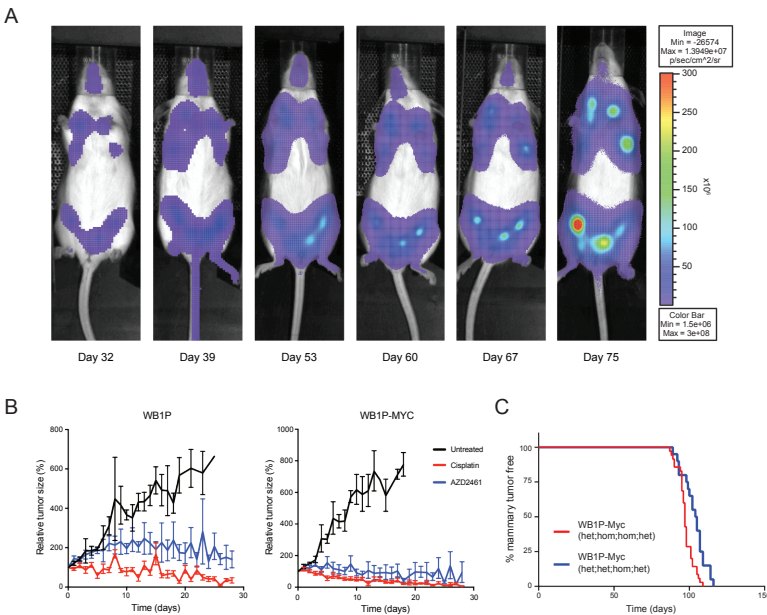 A
Image
Min = -26574
Max = 1.3949e+07
p/sec/cm^2/sr
300
250
200
150
100
50
x10⁶
Color Bar
Min = 1.5e+06
Max = 3e+08
Day 32
Day 39
Day 53
Day 60
Day 67
Day 75
B
WB1P
Relative tumor size (%)
800
600
400
200
0
0
10
20
30
Time (days)
WB1P-MYC
Relative tumor size (%)
1000
800
600
400
200
0
0
10
20
30
Time (days)
Untreated
Cisplatin
AZD2461
C
% mammary tumor free
100
75
50
25
0
0
50
100
15
Time (days)
WB1P-Myc
(het;hom;hom;het)
WB1P-Myc
(het;het;hom;het)